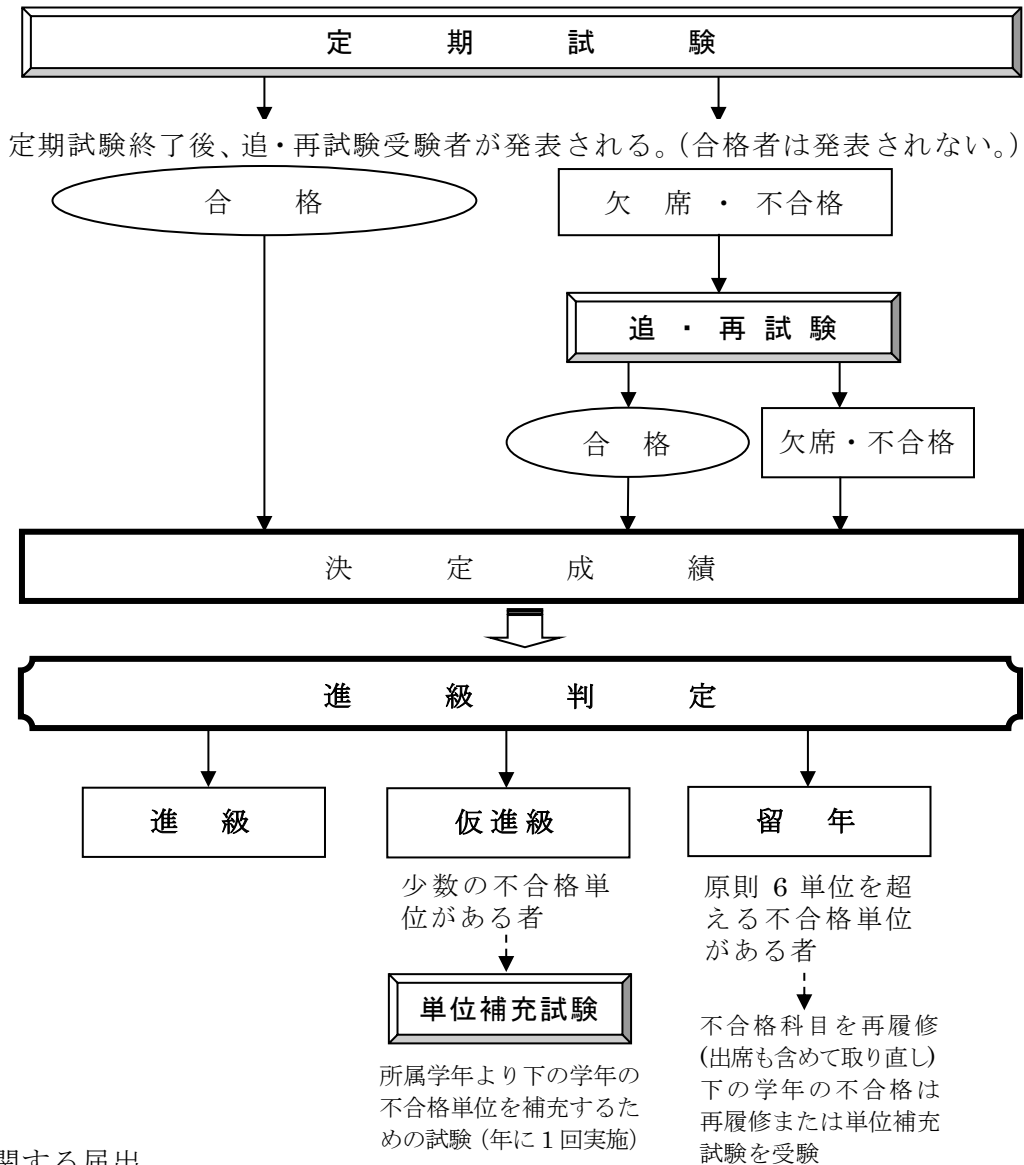 定期試験
定期試験終了後、追・再試験受験者が発表される。(合格者は発表されない。)
合格
欠席・不合格
追・再試験
合格
欠席・不合格
決定成績
進級判定
進級
仮進級
留年
少数の不合格単
位がある者
原則 6 単位を超
える不合格単位
がある者
単位補充試験
所属学年より下の学年の
不合格単位を補充するた
めの試験（年に1回実施）
不合格科目を再履修
(出席も含めて取り直し)
下の学年の不合格は
再履修または単位補充
試験を受験
関する届出